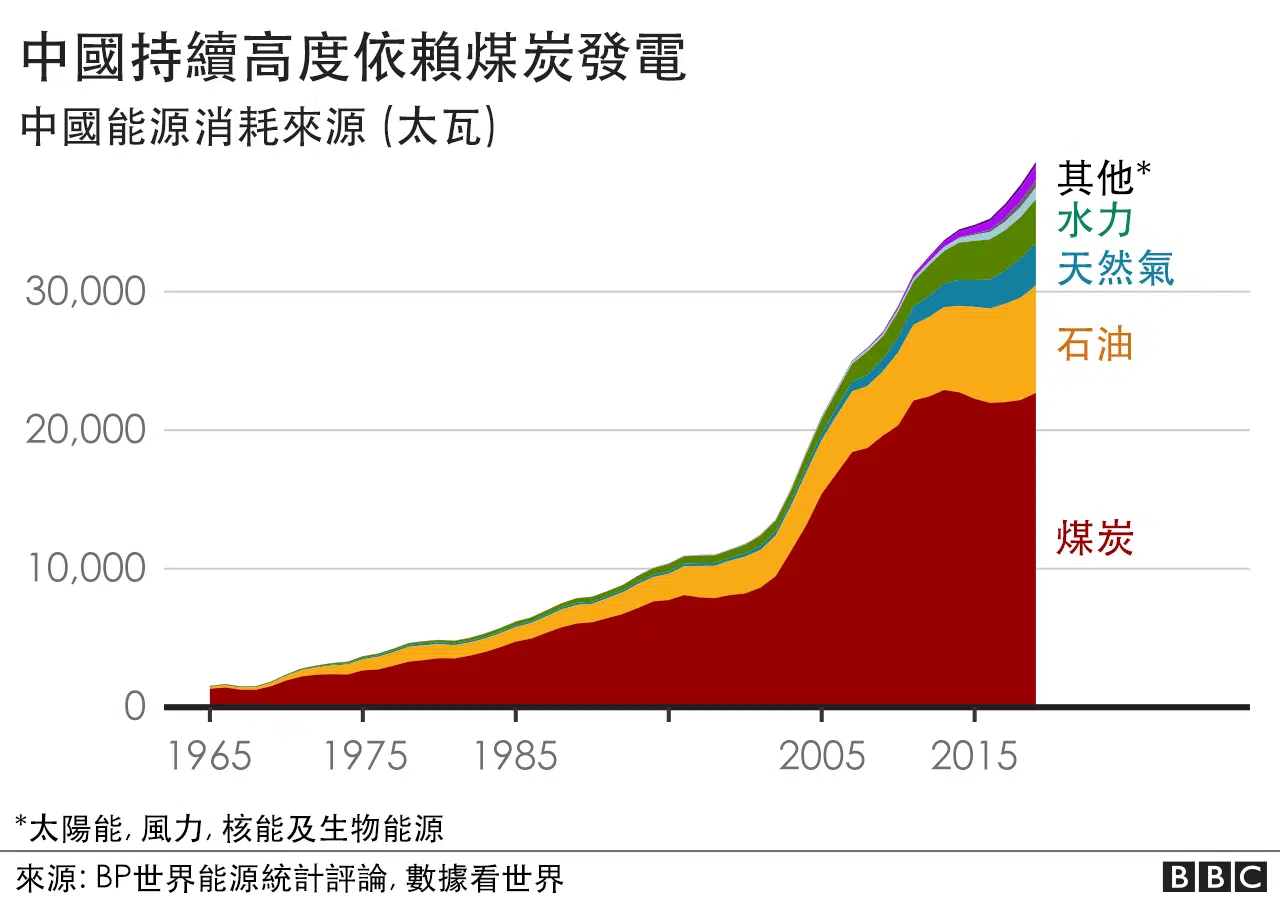 中國持續高度依賴煤炭發電
中國能源消耗來源 (太瓦)
其他*
水力
天然氣
30,000
石油
20,000
煤炭
10,000
0
1965 1975 1985 2005 2015
*太陽能, 風力, 核能及生物能源
來源: BP世界能源統計評論, 數據看世界
BBC